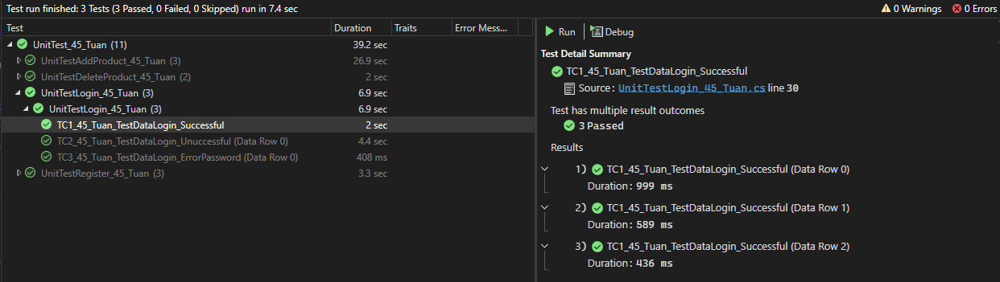 Test run finished: 3 Tests (3 Passed, 0 Failed, 0 Skipped) run in 7.4 sec
0 Warnings
0 Errors
Test Duration Traits Error Mess...
UnitTest_45_Tuan (11) 39.2 sec
UnitTestAddProduct_45_Tuan (3) 26.9 sec
UnitTestDeleteProduct_45_Tuan (2) 2 sec
UnitTestLogin_45_Tuan (3) 6.9 sec
UnitTestLogin_45_Tuan (3) 6.9 sec
TC1_45_Tuan_TestDataLogin_Successful 2 sec
TC2_45_Tuan_TestDataLogin_Unuccessful (Data Row 0) 4.4 sec
TC3_45_Tuan_TestDataLogin_ErrorPassword (Data Row 0) 408 ms
UnitTestRegister_45_Tuan (3) 3.3 sec
Run Debug
Test Detail Summary
TC1_45_Tuan_TestDataLogin_Successful
Source: UnitTestLogin_45_Tuan.cs line 30
Test has multiple result outcomes
3 Passed
Results
1) TC1_45_Tuan_TestDataLogin_Successful (Data Row 0)
Duration: 999 ms
2) TC1_45_Tuan_TestDataLogin_Successful (Data Row 1)
Duration: 589 ms
3) TC1_45_Tuan_TestDataLogin_Successful (Data Row 2)
Duration: 436 ms